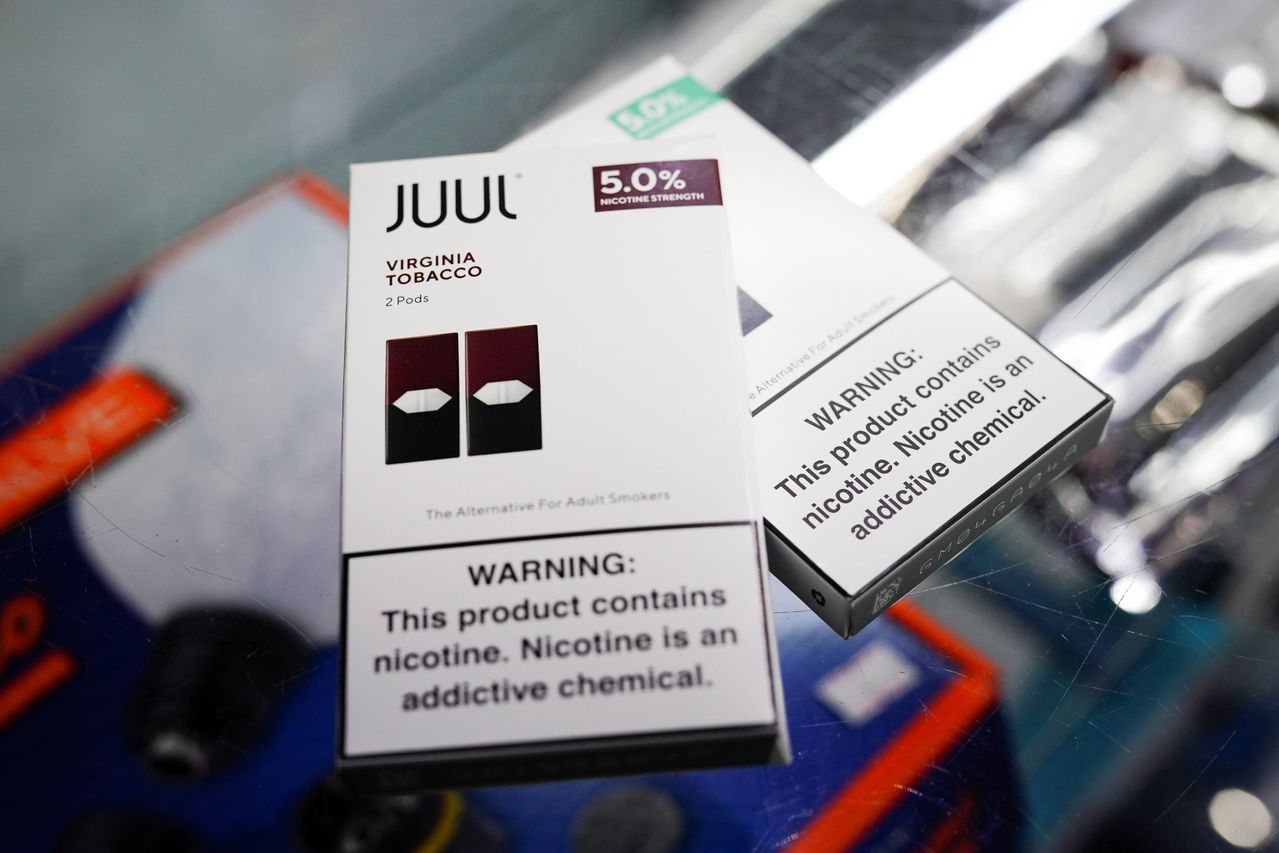 JUUL
5.0%
NICOTINE STRENGTH
VIRGINIA
TOBACCO
2 Pods
The Alternative For Adult Smokers
WARNING:
This product contains
nicotine. Nicotine is an
addictive chemical.
5.0%
Alternative For Adult Smokers
WARNING:
This product contains
nicotine. Nicotine is an
addictive chemical.
GM04GA04A